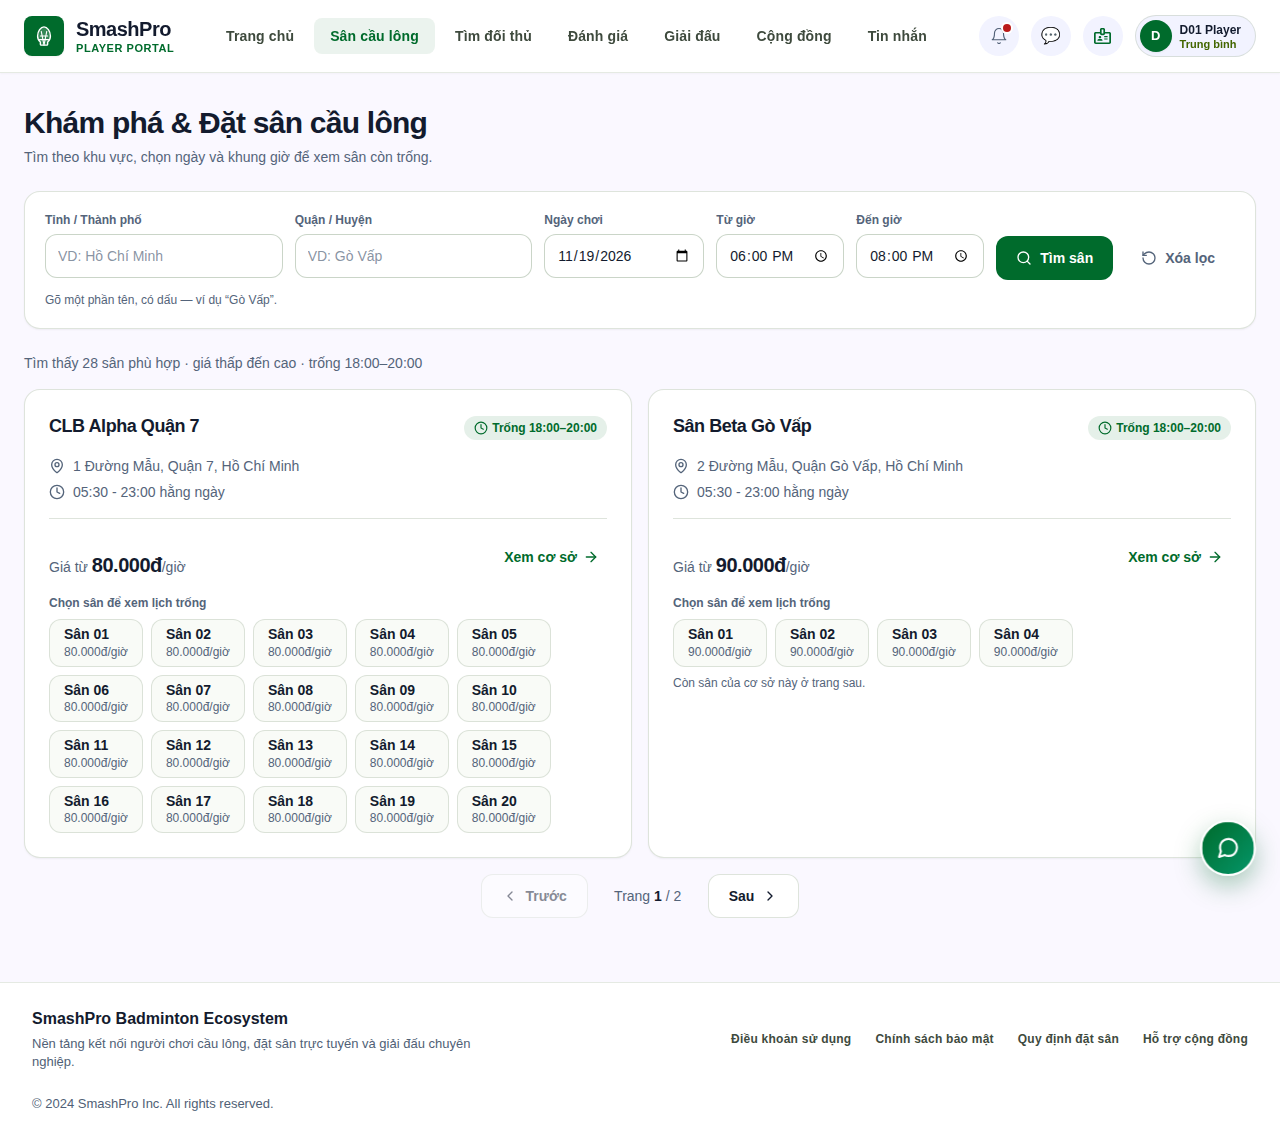 SmashPro
PLAYER PORTAL
Trang chủ
Sân cầu lông
Tìm đối thủ
Đánh giá
Giải đấu
Cộng đồng
Tin nhắn
D
D01 Player
Trung bình
Khám phá & Đặt sân cầu lông
Tìm theo khu vực, chọn ngày và khung giờ để xem sân còn trống.
Tỉnh / Thành phố
Quận / Huyện
Ngày chơi
Từ giờ
Đến giờ
VD: Hồ Chí Minh
VD: Gò Vấp
11/19/2026
06:00 PM
08:00 PM
Tìm sân
Xóa lọc
Gõ một phần tên, có dấu — ví dụ “Gò Vấp”.
Tìm thấy 28 sân phù hợp · giá thấp đến cao · trống 18:00–20:00
CLB Alpha Quận 7
Trống 18:00–20:00
1 Đường Mẫu, Quận 7, Hồ Chí Minh
05:30 - 23:00 hằng ngày
Giá từ 80.000đ/giờ
Xem cơ sở
Chọn sân để xem lịch trống
Sân 01
80.000đ/giờ
Sân 02
80.000đ/giờ
Sân 03
80.000đ/giờ
Sân 04
80.000đ/giờ
Sân 05
80.000đ/giờ
Sân 06
80.000đ/giờ
Sân 07
80.000đ/giờ
Sân 08
80.000đ/giờ
Sân 09
80.000đ/giờ
Sân 10
80.000đ/giờ
Sân 11
80.000đ/giờ
Sân 12
80.000đ/giờ
Sân 13
80.000đ/giờ
Sân 14
80.000đ/giờ
Sân 15
80.000đ/giờ
Sân 16
80.000đ/giờ
Sân 17
80.000đ/giờ
Sân 18
80.000đ/giờ
Sân 19
80.000đ/giờ
Sân 20
80.000đ/giờ
Sân Beta Gò Vấp
Trống 18:00–20:00
2 Đường Mẫu, Quận Gò Vấp, Hồ Chí Minh
05:30 - 23:00 hằng ngày
Giá từ 90.000đ/giờ
Xem cơ sở
Chọn sân để xem lịch trống
Sân 01
90.000đ/giờ
Sân 02
90.000đ/giờ
Sân 03
90.000đ/giờ
Sân 04
90.000đ/giờ
Còn sân của cơ sở này ở trang sau.
Trước
Trang 1 / 2
Sau
SmashPro Badminton Ecosystem
Nền tảng kết nối người chơi cầu lông, đặt sân trực tuyến và giải đấu chuyên
nghiệp.
Điều khoản sử dụng
Chính sách bảo mật
Quy định đặt sân
Hỗ trợ cộng đồng
© 2024 SmashPro Inc. All rights reserved.